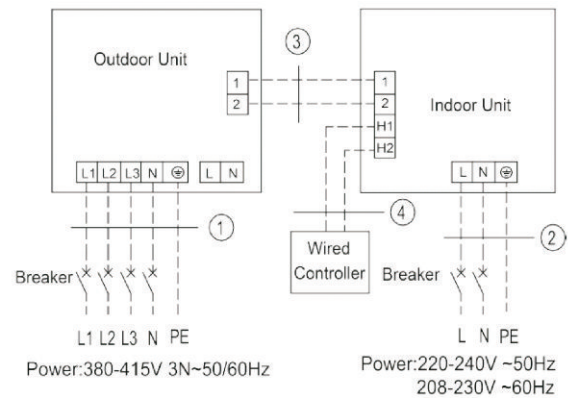 Outdoor Unit
1
2
L1 L2 L3 N
L N
1
3
1
2
H1
H2
Indoor Unit
L N
4
2
Wired
Controller
Breaker
L1 L2 L3 N PE
Power:380-415V 3N~50/60Hz
Breaker
L N PE
Power:220-240V ~50Hz
208-230V ~60Hz